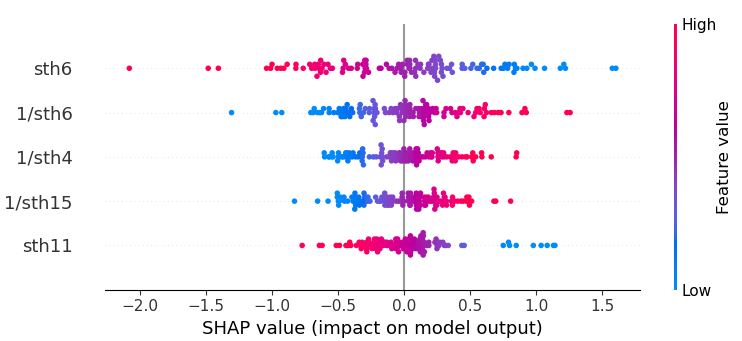 High
sth6
1/sth6
1/sth4
1/sth15
sth11
Feature value
Low
−2.0 −1.5 −1.0 −0.5 0.0 0.5 1.0 1.5
SHAP value (impact on model output)